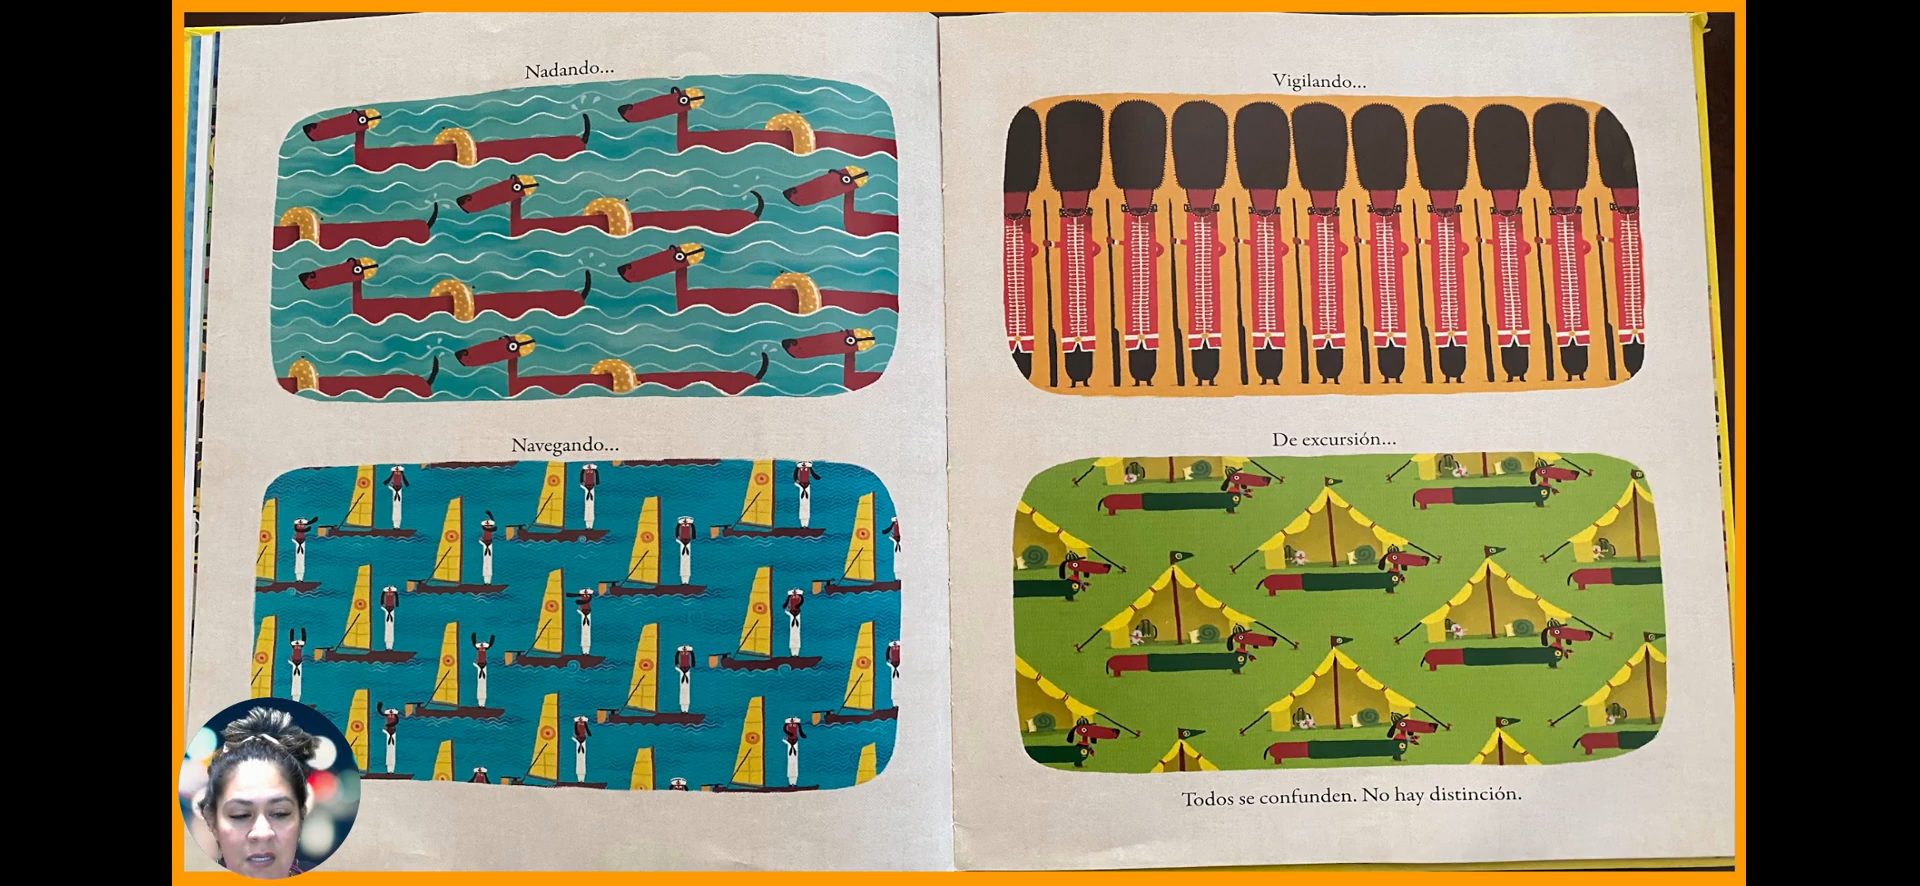 Nadando...
Navegando...
Vigilando...
De excursión...
Todos se confunden. No hay distinción.